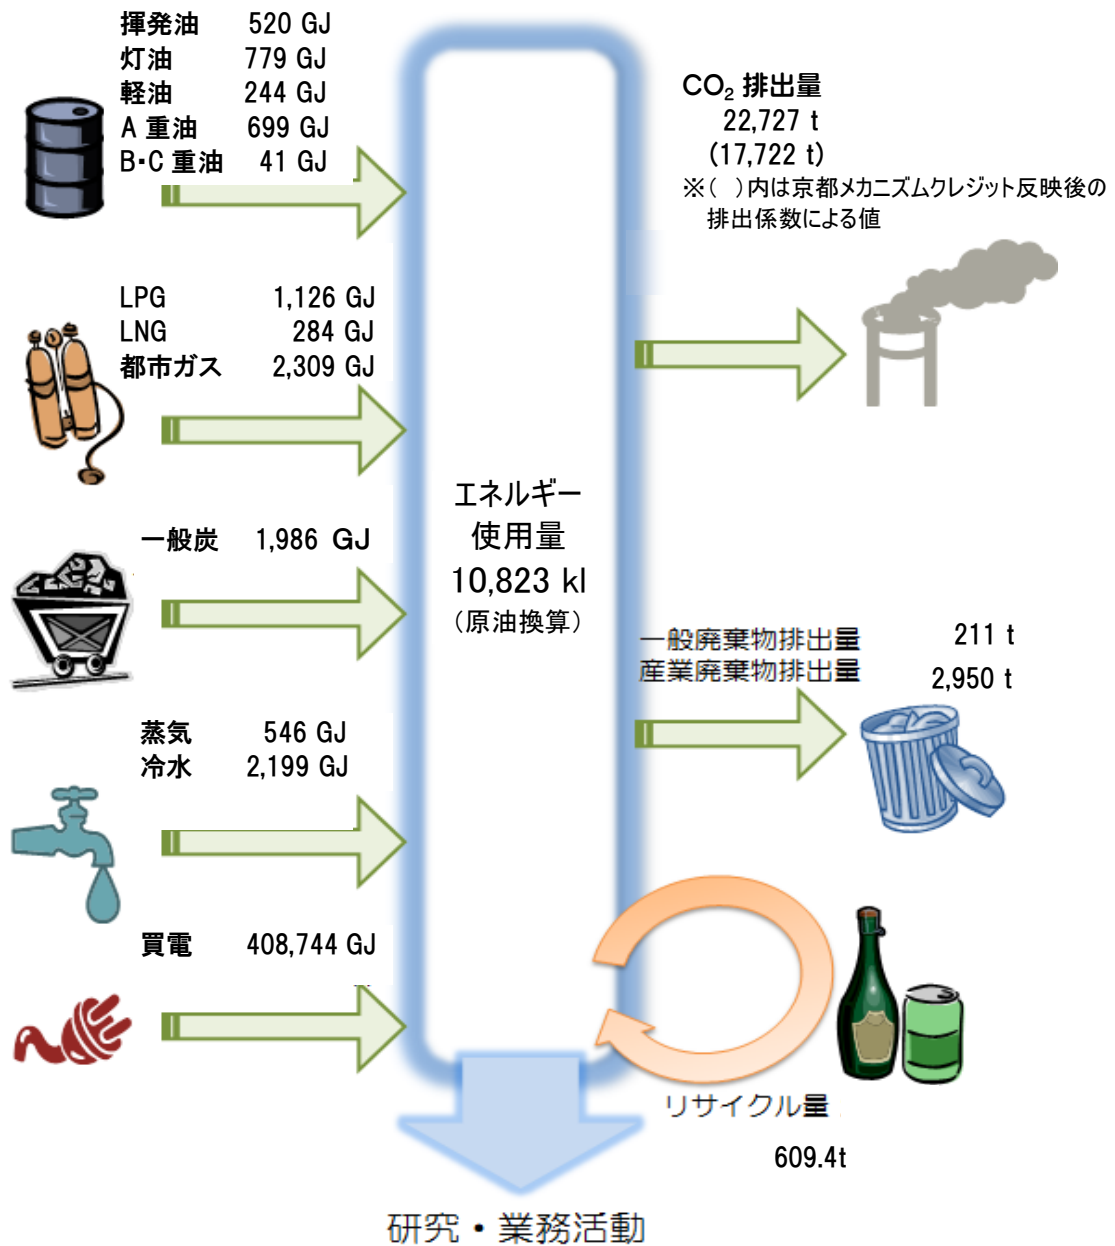 揮発油 520 GJ
灯油 779 GJ
軽油 244 GJ
A 重油 699 GJ
B・C 重油 41 GJ
LPG 1,126 GJ
LNG 284 GJ
都市ガス 2,309 GJ
一般炭 1,986 GJ
蒸気 546 GJ
冷水 2,199 GJ
買電 408,744 GJ
エネルギー
使用量
10,823 kl
（原油換算）
CO₂ 排出量
22,727 t
(17,722 t)
※（ ）内は京都メカニズムクレジット反映後の
排出係数による値
一般廃棄物排出量 211 t
産業廃棄物排出量 2,950 t
リサイクル量
609.4t
研究・業務活動